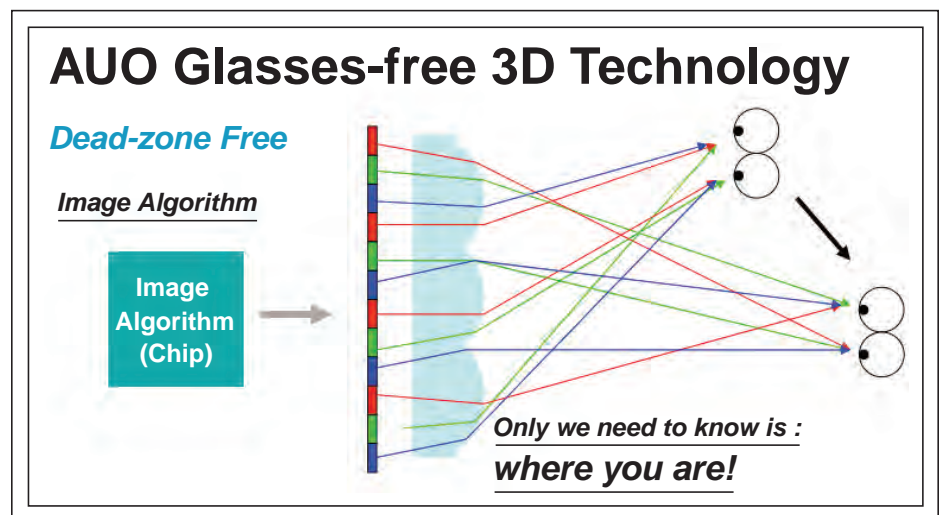 AUO Glasses-free 3D Technology
Dead-zone Free
Image Algorithm
Image
Algorithm
(Chip)
Only we need to know is :
where you are!